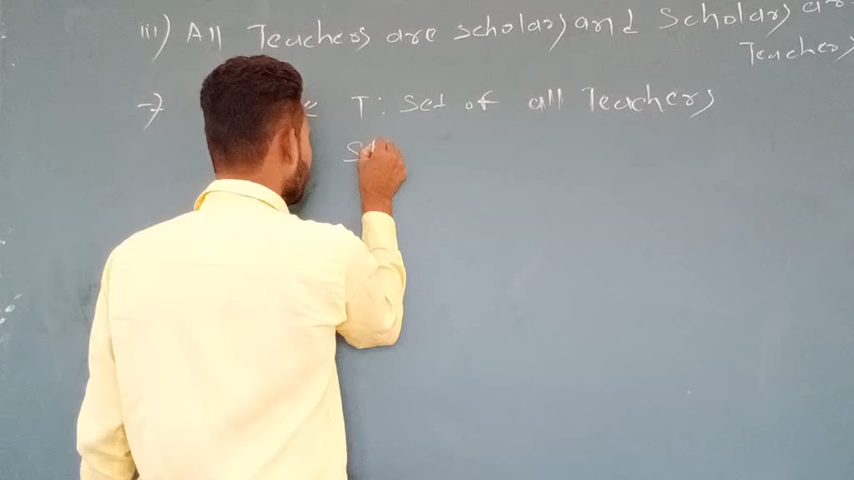 iii) All Teachers are scholars and Scholars are
Teachers
→ T: Set of all Teachers
S